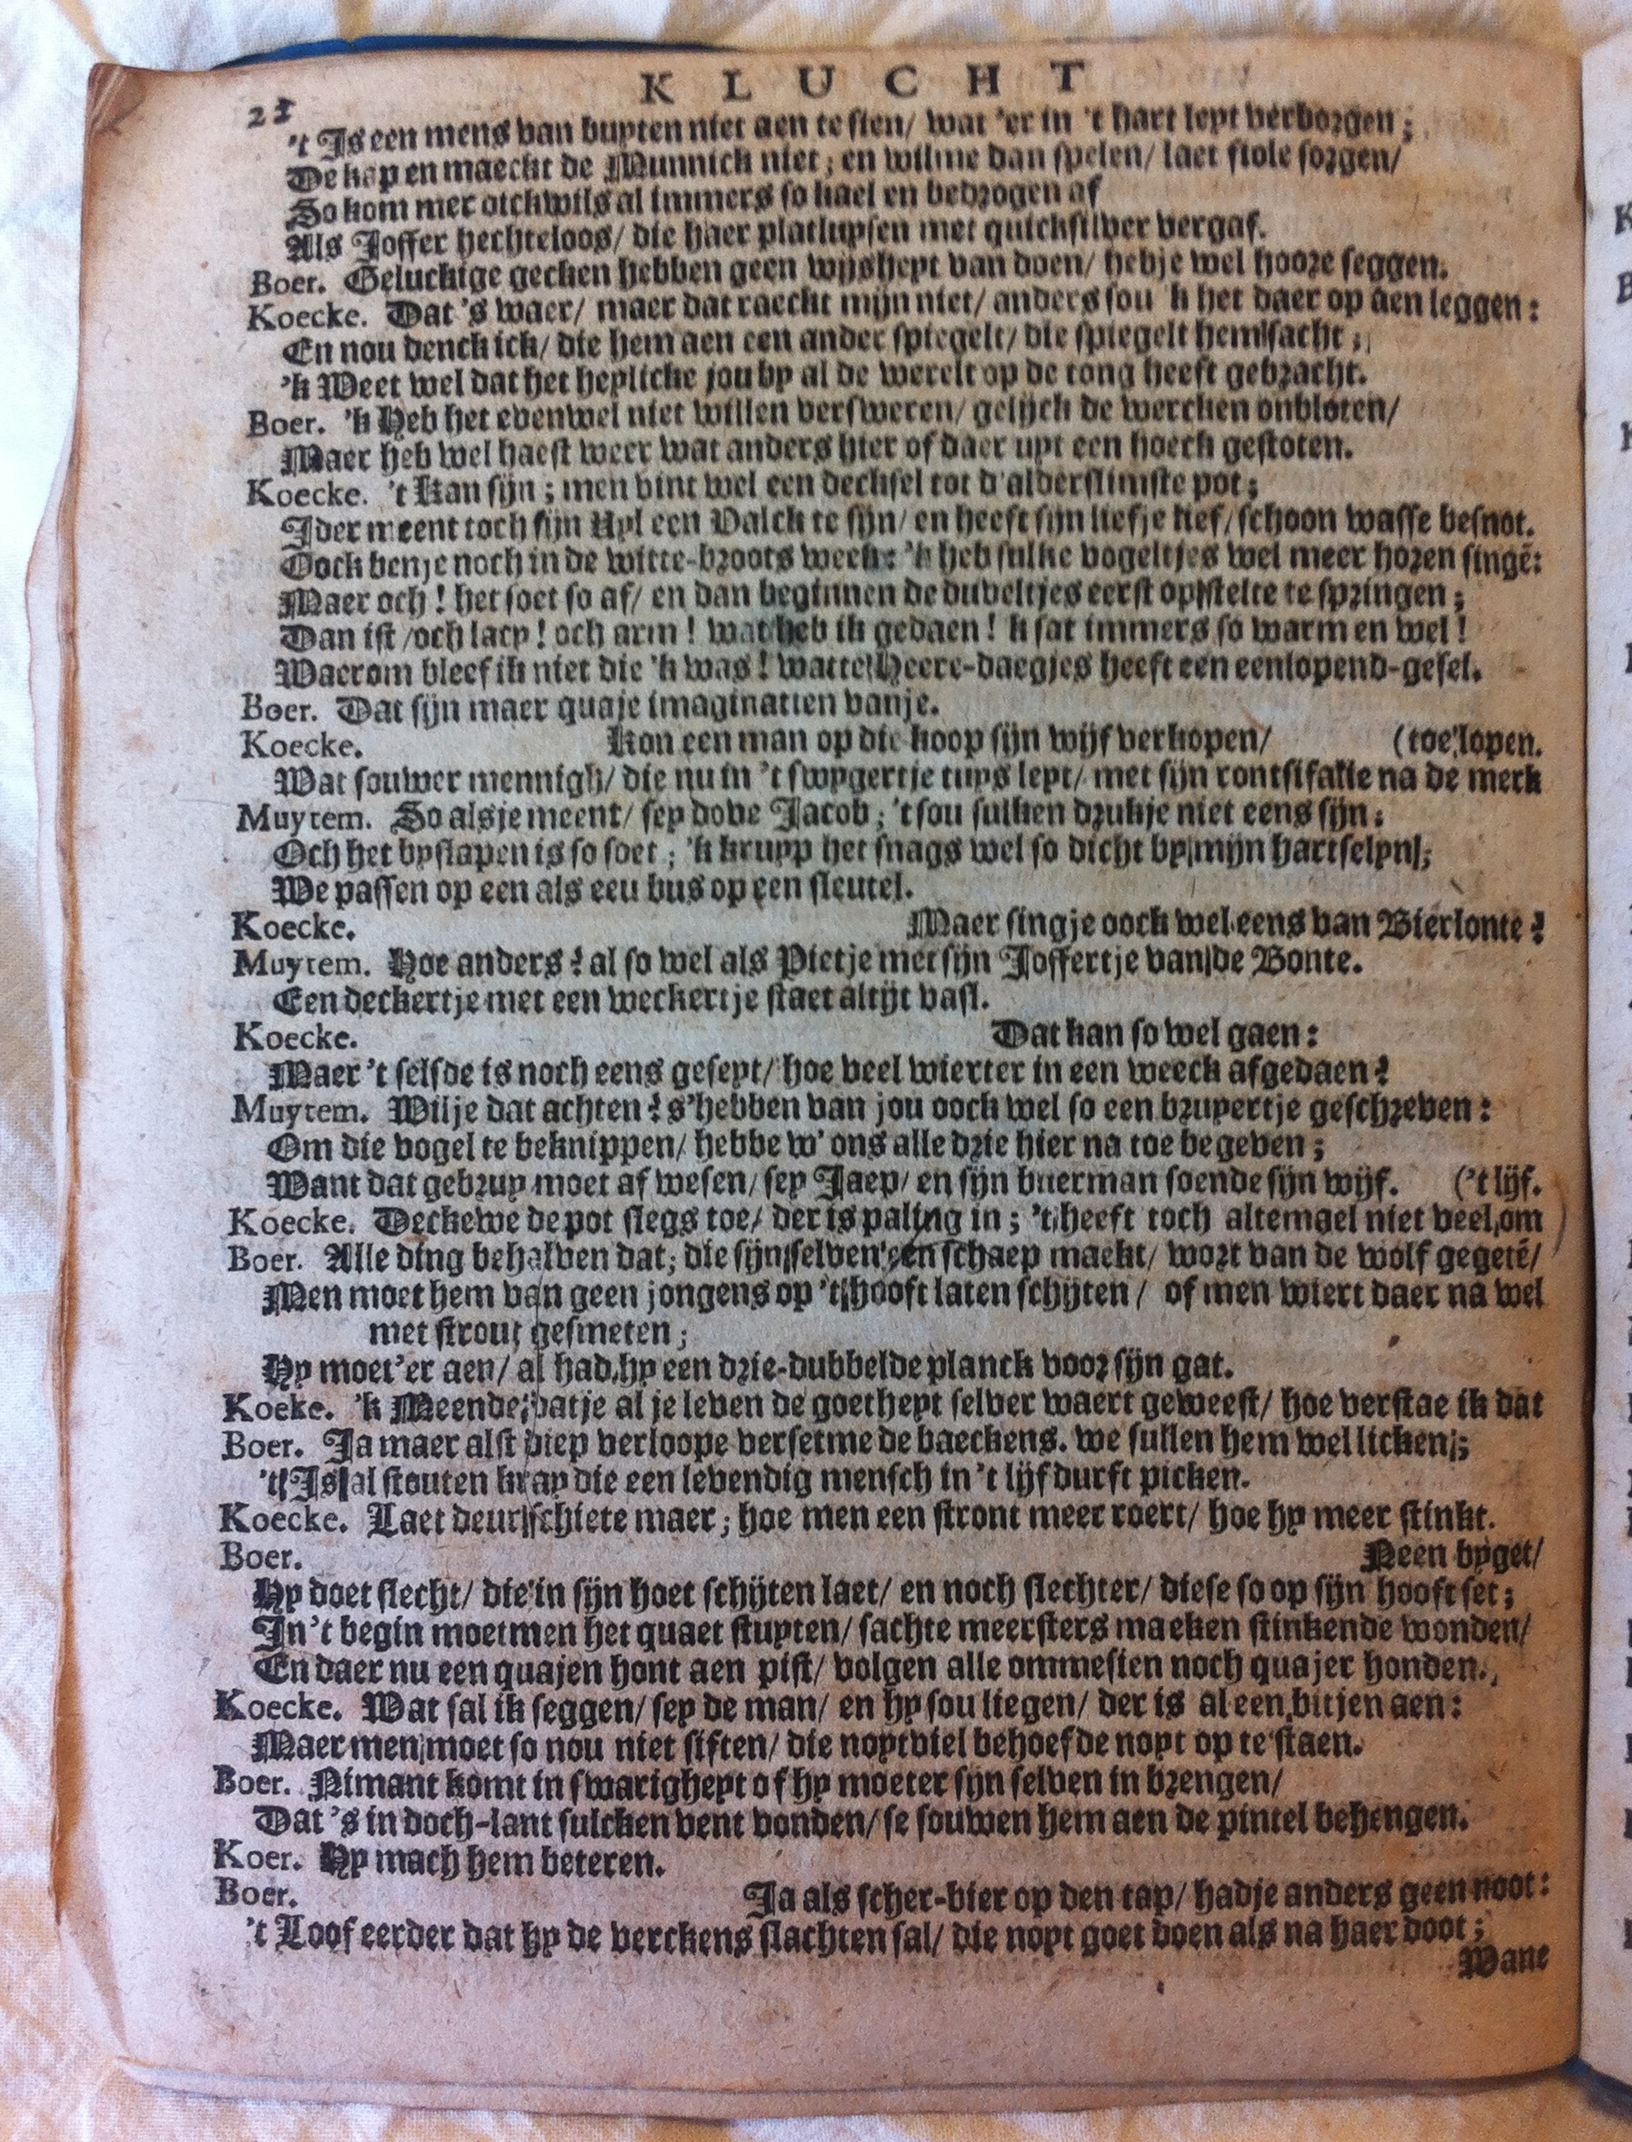 KLUCHT
22
't Is een mens van buyten niet aen te sien/ wat 'er in 't hart leyt verborgen;
De kap en maeckt de Munnick niet; en wilme dan spelen/ laet stole sorgen/
So kom mer oickwils al immers so kael en bedrogen af
Als Joffer hechteloos/ die haer platluysen met quicksilver vergaf.
Boer. Geluckige gecken hebben geen wijsheyt van doen/ hebje wel hoore seggen.
Koecke. Dat 's waer/ maer dat raeckt mijn niet/ anders sou 'k het daer op aen leggen:
En nou denck ick/ die hem aen een ander spiegelt/ die spiegelt hem sacht;
'k Weet wel dat het heylicke jou by al de werelt op de tong heeft gebracht.
Boer. 'k Heb het evenwel niet willen versweren/ gelijck de wercken onbloten/
Maer heb wel haest weer wat anders hier of daer uyt een hoeck gestoten.
Koecke. 't Kan sijn; men vint wel een decksel tot d'alderslimste pot;
Ider meent toch sijn Uyl een Valck te sijn/ en heeft sijn liefje lief/ schoon wasse besnot.
Oock benje noch in de witte-broots week: 'k heb sulke vogeltjes wel meer horen singē:
Maer och! het soet so af/ en dan beginnen de duveltjes eerst op stelte te springen;
Dan ist/och lacy! och arm! wat heb ik gedaen! k sat immers so warm en wel!
Waerom bleef ik niet die 'k was! watte Heere-daegjes heeft een eenlopend-gesel.
Boer. Dat sijn maer quaje imaginatien vanje.
Koecke. Kon een man op die koop sijn wijf verkopen/ (toe lopen.
Wat souwer mennigh/ die nu in 't swygertje tuys leyt/ met sijn rontsifalie na de merk
Muytem. So alsje meent/ sey dove Jacob; 't sou sulken drukje niet eens sijn:
Och het byslapen is so soet; 'k kruyp het snags wel so dicht by mijn hartselyn;
We passen op een als eeu bus op een sleutel.
Koecke. Maer singje oock wel eens van Bierlonte?
Muytem. Hoe anders? al so wel als Pietje met sijn Joffertje van de Bonte.
Een deckertje met een weckertje staet altijt vast.
Koecke. Dat kan so wel gaen:
Maer 't selfde is noch eens geseyt/ hoe veel wierter in een weeck afgedaen?
Muytem. Wilje dat achten? s'hebben van jou oock wel so een bruyertje geschreven:
Om die vogel te beknippen/ hebbe w' ons alle drie hier na toe begeven;
Want dat gebruy moet af wesen/ sey Jaep/ en sijn buerman soende sijn wijf. ('t lijf.
Koecke. Deckewe de pot slegs toe/ der is paling in; 't heeft toch altemael niet veel om
Boer. Alle ding behalven dat; die sijn selven een schaep maekt/ wort van de wolf gegetē/
Men moet hem van geen jongens op 't hooft laten schijten/ of men wiert daer na wel
met stront gesmeten;
Hy moet'er aen/ al had hy een drie-dubbelde planck voor sijn gat.
Koeke. 'k Meende datje al je leven de goetheyt selver waert geweest/ hoe verstae ik dat
Boer. Ja maer alst diep verloope versetme de baeckens. we sullen hem wel licken;
't Is al stouten kray die een levendig mensch in 't lijf durft picken.
Koecke. Laet deur schiete maer; hoe men een stront meer roert/ hoe hy meer stinkt.
Boer. Neen byget/
Hy doet slecht/ die in sijn hoet schijten laet/ en noch slechter/ diese so op sijn hooft set;
In 't begin moetmen het quaet stuyten/ sachte meersters maeken stinkende wonden/
En daer nu een quajen hont aen pist/ volgen alle ommesien noch quajer honden.
Koecke. Wat sal ik seggen/ sey de man/ en hy sou liegen/ der is al een bitjen aen:
Maer men moet so nou niet siften/ die noyt viel behoefde noyt op te staen.
Boer. Nimant komt in swarigheyt of hy moeter sijn selven in brengen/
Dat 's in doch-lant sulcken vent vonden/ se souwen hem aen de pintel behengen.
Koer. Hy mach hem beteren.
Boer. Ja als scher-bier op den tap/ hadje anders geen noot:
't Loof eerder dat hy de verckens slachten sal/ die noyt goet doen als na haer doot;
Wane